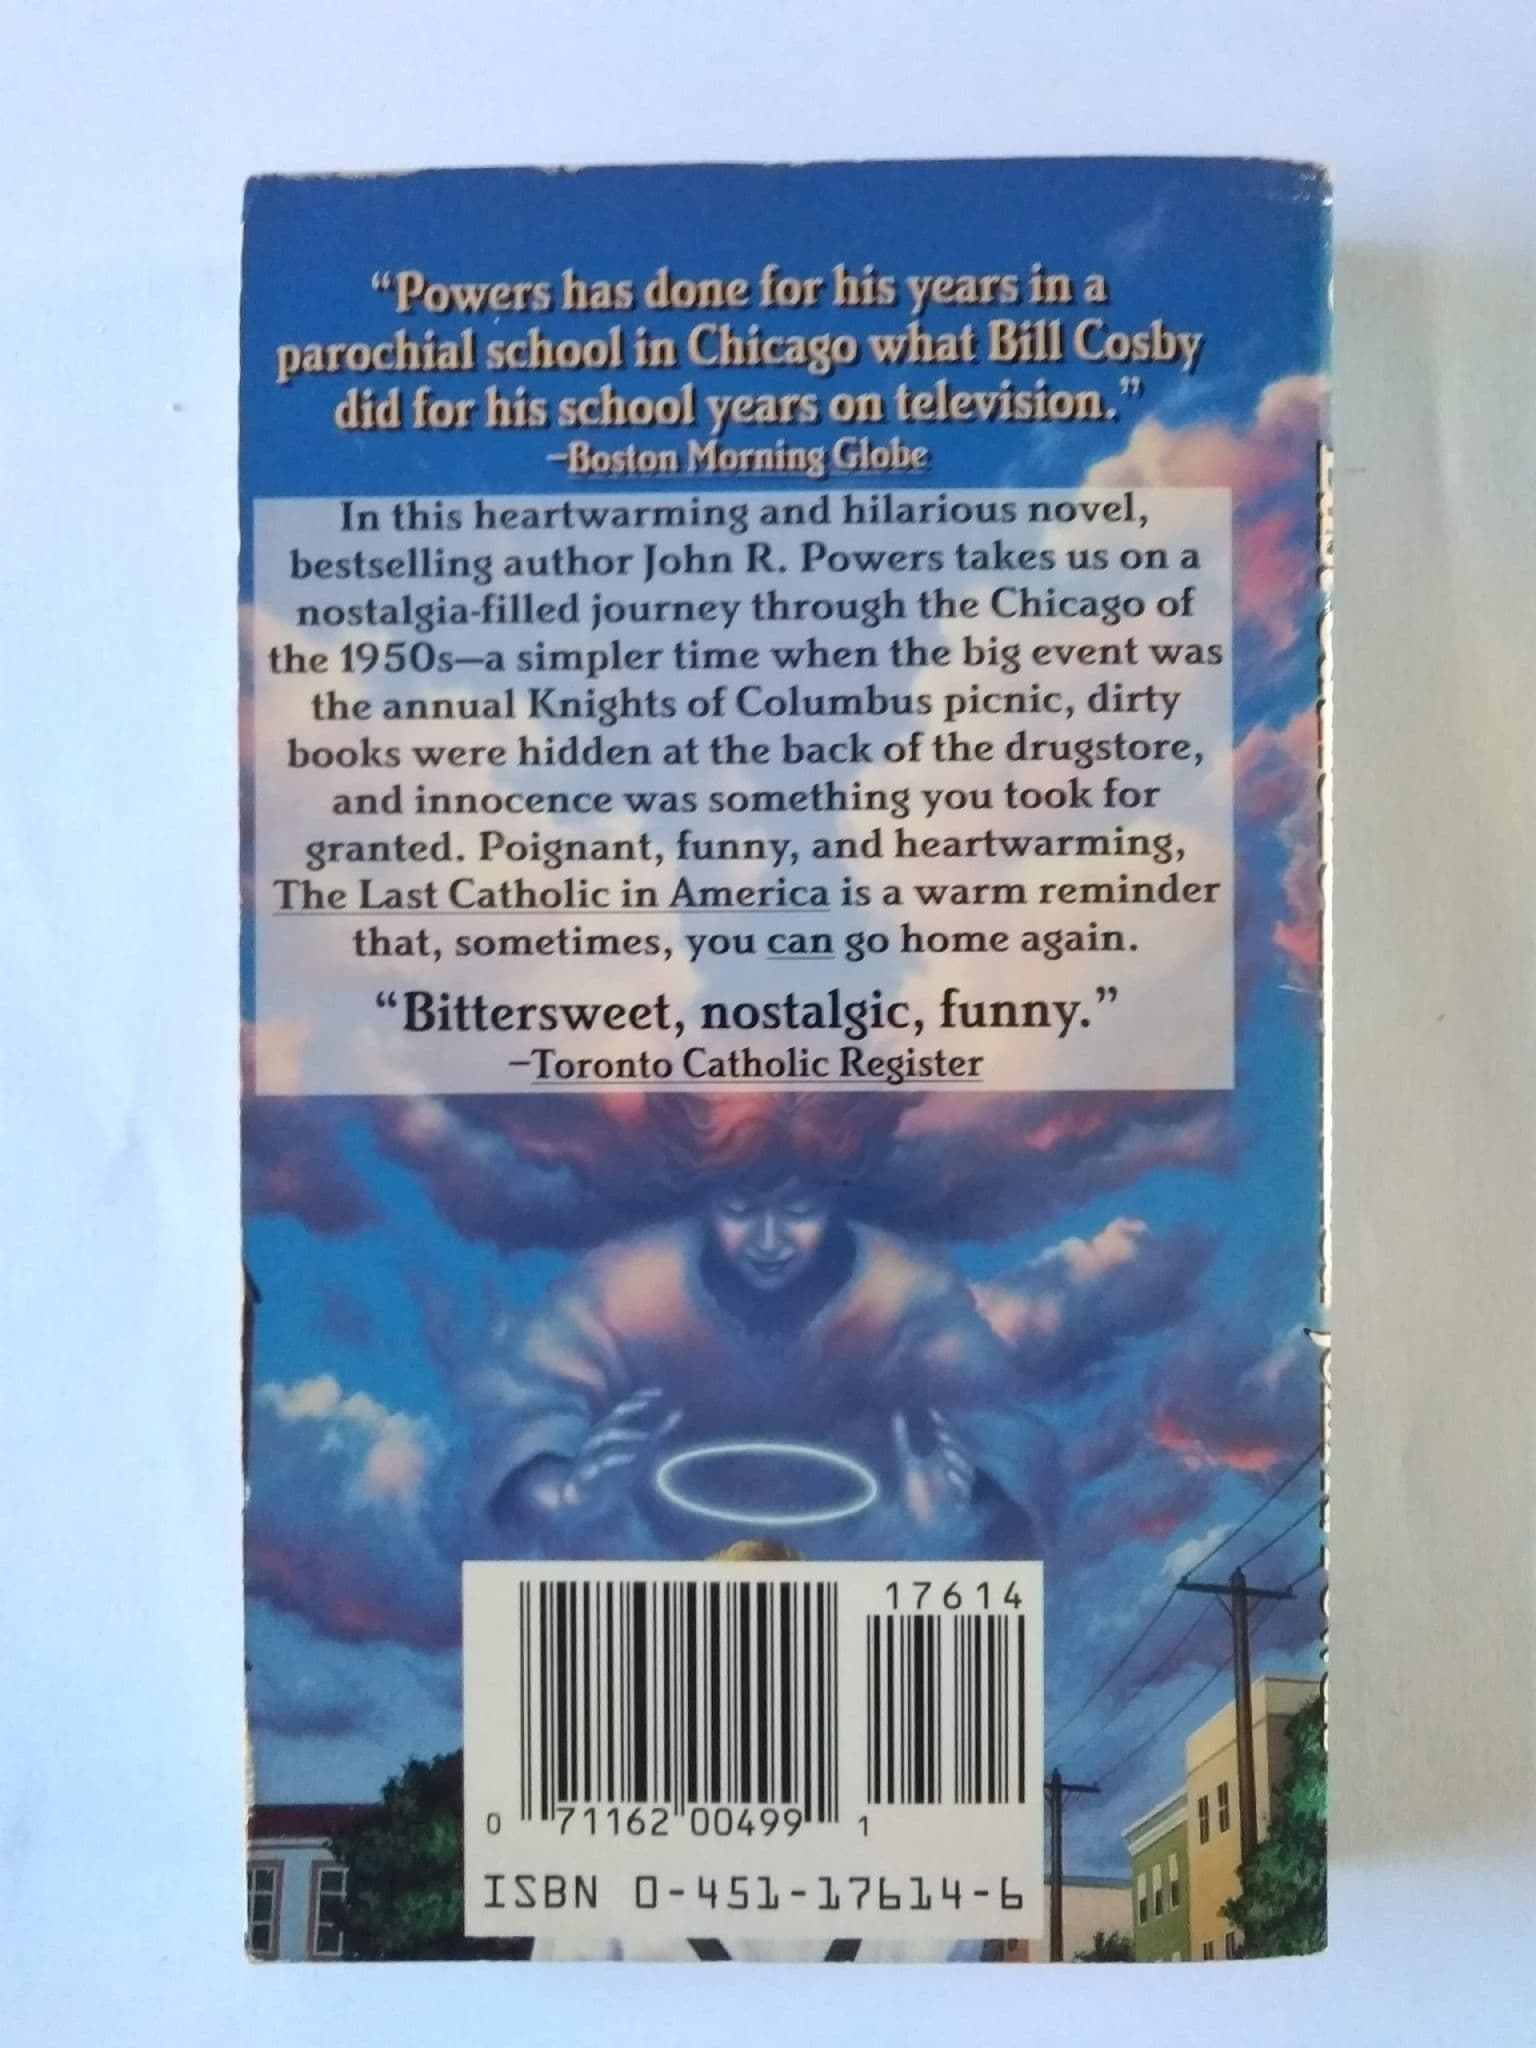 “Powers has done for his years in a
parochial school in Chicago what Bill Cosby
did for his school years on television.”
–Boston Morning Globe
In this heartwarming and hilarious novel,
bestselling author John R. Powers takes us on a
nostalgia-filled journey through the Chicago of
the 1950s—a simpler time when the big event was
the annual Knights of Columbus picnic, dirty
books were hidden at the back of the drugstore,
and innocence was something you took for
granted. Poignant, funny, and heartwarming,
The Last Catholic in America is a warm reminder
that, sometimes, you can go home again.
“Bittersweet, nostalgic, funny.”
–Toronto Catholic Register
17614
0 71162 00499 1
ISBN 0-451-17614-6